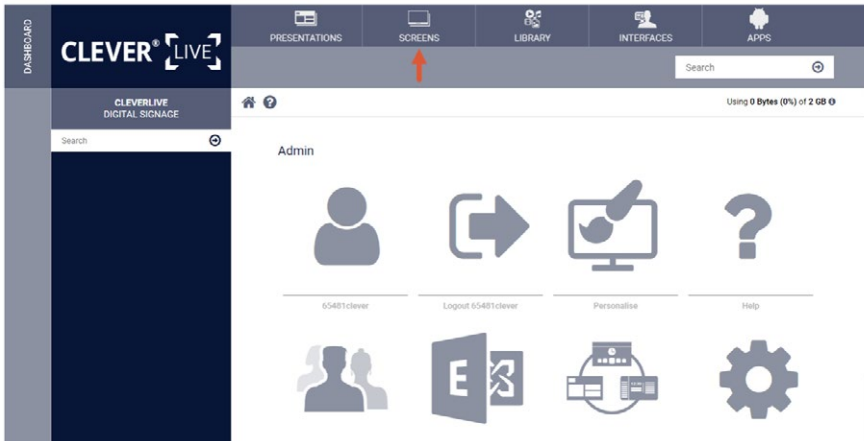 DASHBOARD
CLEVER® LIVE
PRESENTATIONS
SCREENS
LIBRARY
INTERFACES
APPS
Search
CLEVERLIVE
DIGITAL SIGNAGE
Using 0 Bytes (0%) of 2 GB
Search
Admin
65481clever
Logout 65481clever
Personalise
Help
E